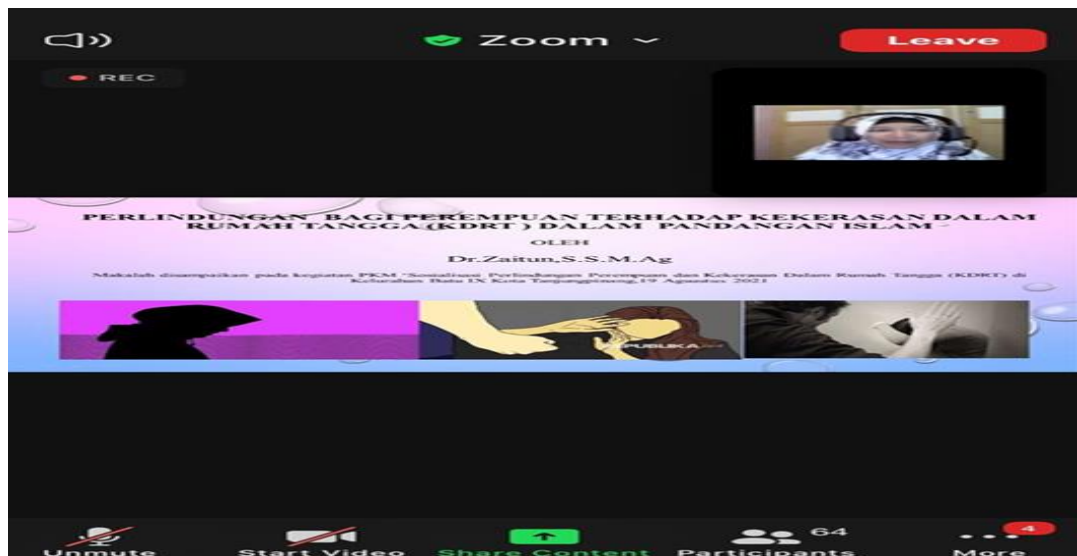 Zoom
Leave
REC
PERLINDUNGAN BAGI PEREMPUAN TERHADAP KEKERASAN DALAM
RUMAH TANGGA (KDRT ) DALAM PANDANGAN ISLAM
OLEH
Dr.Zaitun,S.S.M.Ag
Makalah disampaikan pada kegiatan PKM "Sosialisasi Perlindungan Perempuan dan Kekerasan Dalam Rumah Tangga (KDRT) di
Kelurahan Batu IX Kota Tanjungpinang,19 Agustus 2021
PUBLIKA
64
4
Unmute
Start Video
Share Content
Participants
More